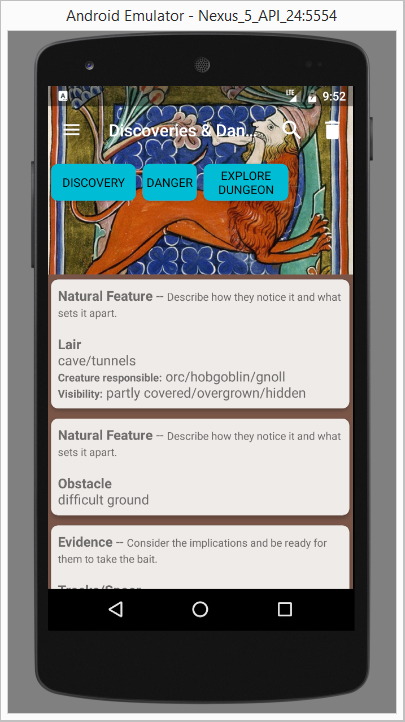 Android Emulator - Nexus_5_API_24:5554
A
LTE
9:52
Discoveries & Dan...
DISCOVERY
DANGER
EXPLORE
DUNGEON
Natural Feature — Describe how they notice it and what
sets it apart.
Lair
cave/tunnels
Creature responsible: orc/hobgoblin/gnoll
Visibility: partly covered/overgrown/hidden
Natural Feature — Describe how they notice it and what
sets it apart.
Obstacle
difficult ground
Evidence — Consider the implications and be ready for
them to take the bait.
Tracks/Spoor